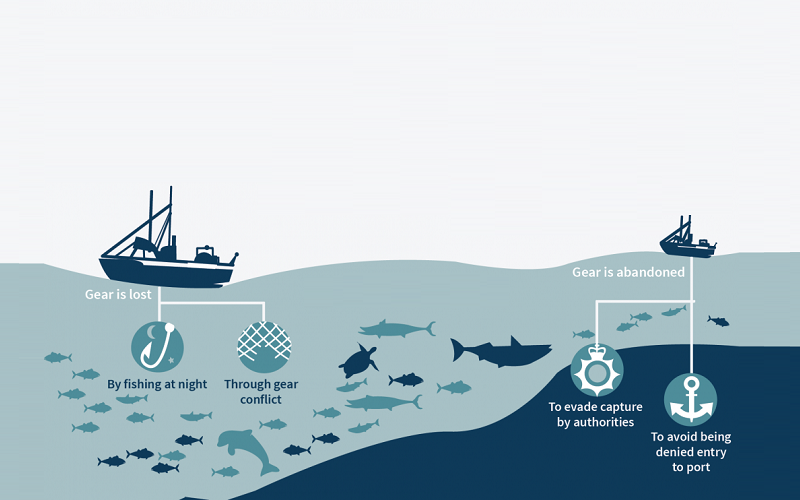 Gear is lost
By fishing at night
Through gear
conflict
Gear is abandoned
To evade capture
by authorities
To avoid being
denied entry
to port